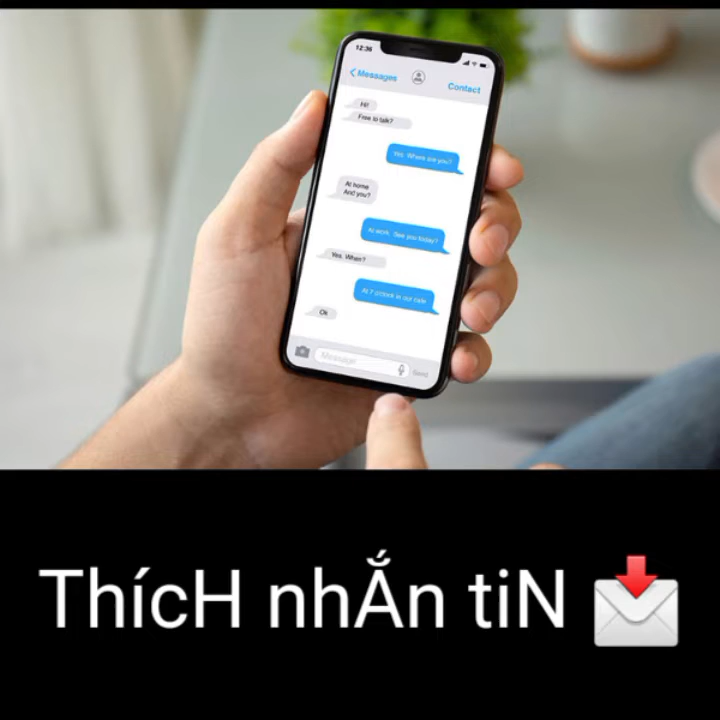 12:36
Messages
Contact
Hi!
Free to talk?
Yes. Where are you?
At home
And you?
At work. See you today?
Yes. When?
At 7 o'clock in our cafe
Ok
Message
Send
ThícH nhẮn tiN